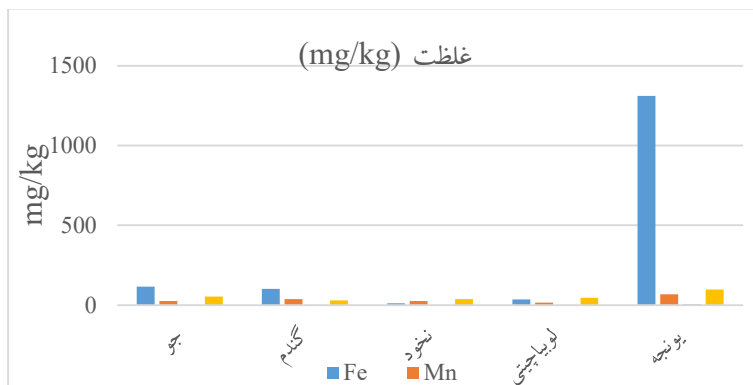 غلظت (mg/kg)
mg/kg
1500
1000
500
0
جو
گندم
نخود
لوبیاچیتی
یونجه
Fe
Mn